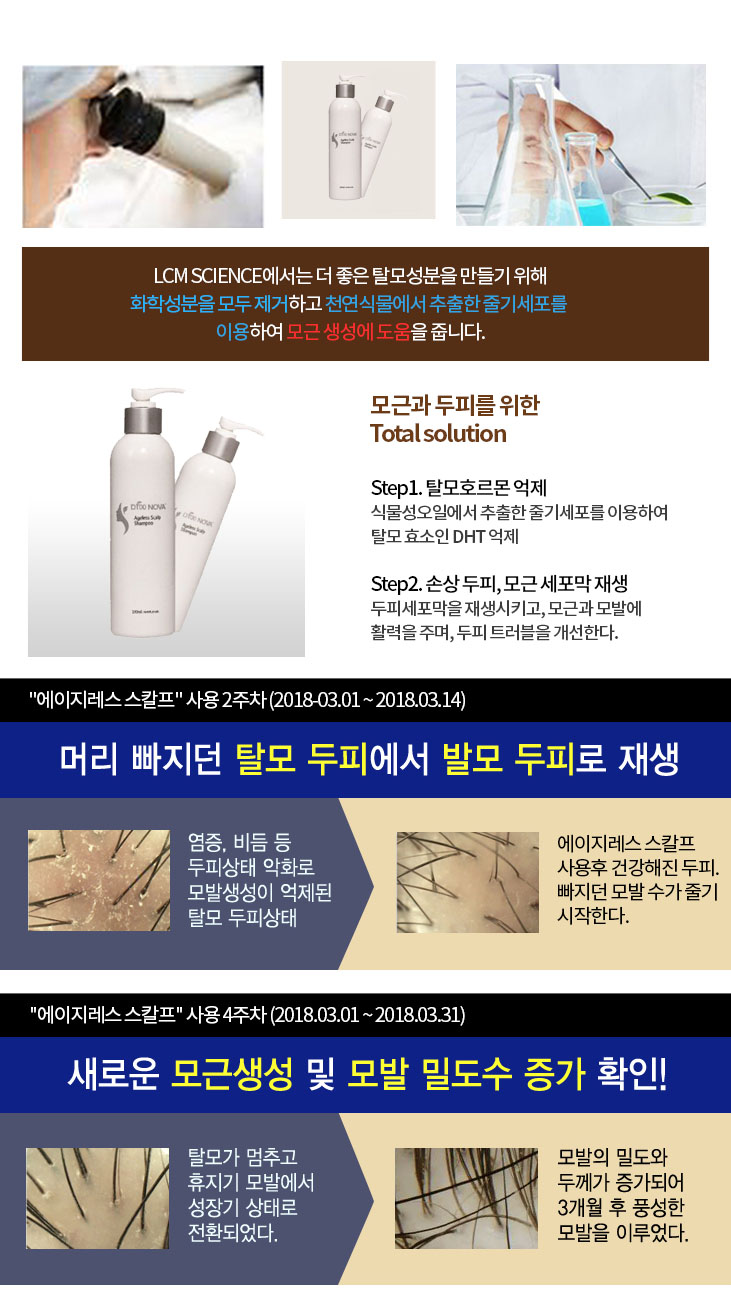 LCM SCIENCE에서는 더 좋은 탈모성분을 만들기 위해
화학성분을 모두 제거하고 천연식물에서 추출한 줄기세포를
이용하여 모근 생성에 도움을 줍니다.
모근과 두피를 위한
Total solution
NOVA
Ageless Scalp
Shampoo
Step1. 탈모호르몬 억제
식물성오일에서 추출한 줄기세포를 이용하여
탈모 효소인 DHT 억제
Step2. 손상 두피, 모근 세포막 재생
두피세포막을 재생시키고, 모근과 모발에
활력을 주며, 두피 트러블을 개선한다.
"에이지레스 스칼프" 사용 2주차 (2018-03.01 ~ 2018.03.14)
머리 빠지던 탈모 두피에서 발모 두피로 재생
염증, 비듬 등
두피상태 악화로
모발생성이 억제된
탈모 두피상태
에이지레스 스칼프
사용후 건강해진 두피.
빠지던 모발 수가 줄기
시작한다.
"에이지레스 스칼프" 사용 4주차 (2018.03.01 ~ 2018.03.31)
새로운 모근생성 및 모발 밀도수 증가 확인!
탈모가 멈추고
휴지기 모발에서
성장기 상태로
전환되었다.
모발의 밀도와
두께가 증가되어
3개월 후 풍성한
모발을 이루었다.